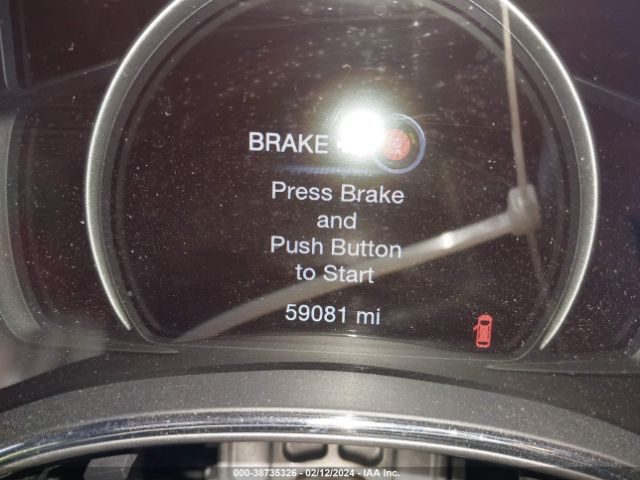 BRAKE +
Press Brake
and
Push Button
to Start
59081 mi
000-38735326 - 02/12/2024 - IAA Inc.